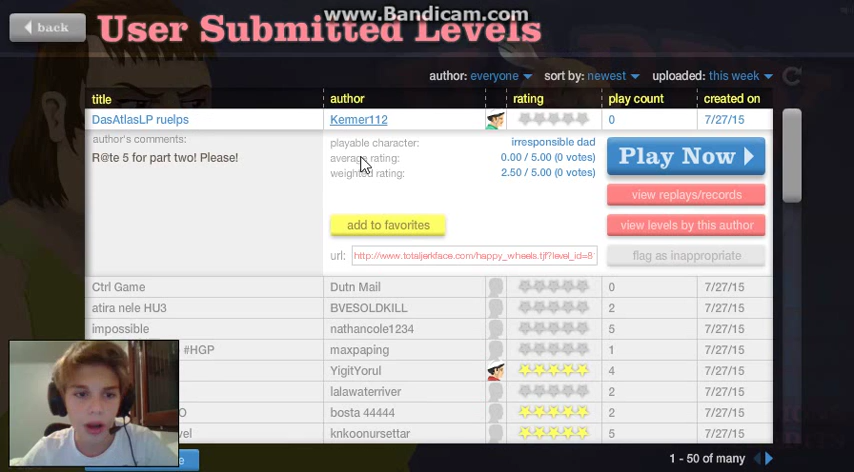 www.Bandicam.com
back
User Submitted Levels
author: everyone sort by: newest uploaded: this week
title author rating play count created on
DasAtlasLP ruelps Kermer112 0 7/27/15
author's comments:
R@te 5 for part two! Please!
playable character: irresponsible dad
average rating: 0.00 / 5.00 (0 votes)
weighted rating: 2.50 / 5.00 (0 votes)
Play Now
view replays/records
add to favorites
view levels by this author
url: http://www.totaljerkface.com/happy_wheels.tjf?level_id=8
flag as inappropriate
Ctrl Game Dutn Mail 0 7/27/15
atira nele HU3 BVESOLDKILL 2 7/27/15
impossible nathancole1234 5 7/27/15
#HGP maxpaping 1 7/27/15
YigitYorul 4 7/27/15
lalawaterriver 2 7/27/15
bosta 44444 2 7/27/15
knkoonursettar 5 7/27/15
1 - 50 of many